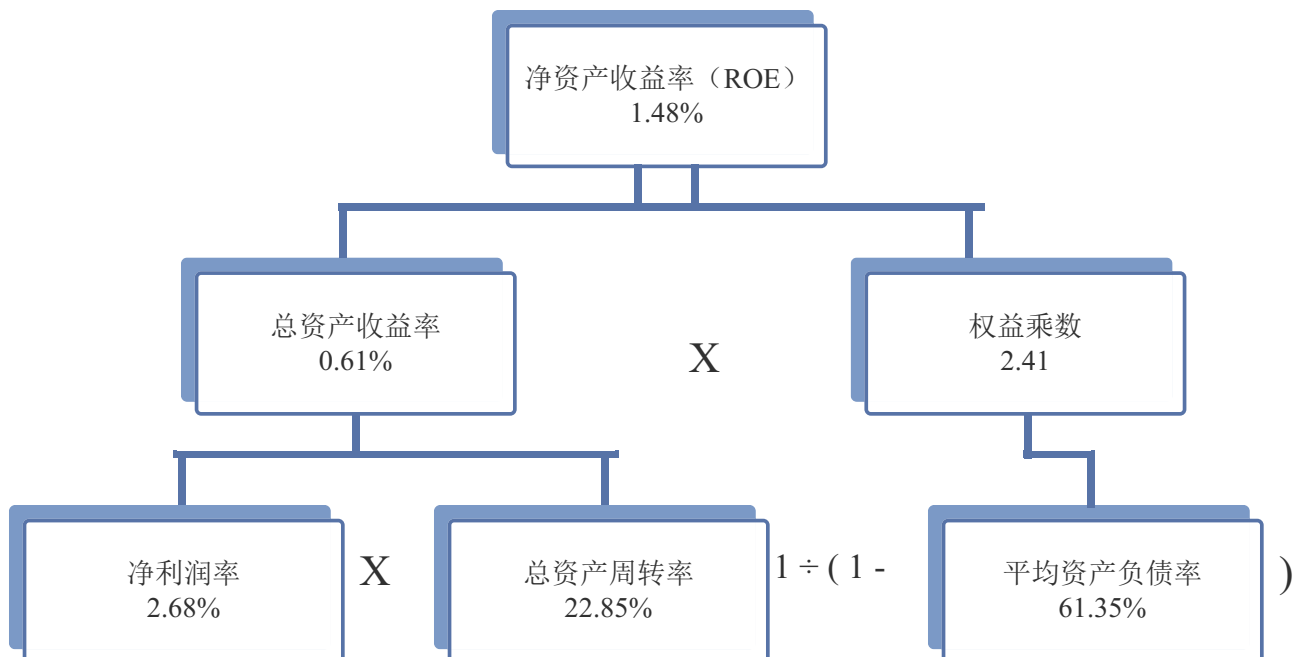 净资产收益率（ROE）
1.48%
总资产收益率
0.61%
X
权益乘数
2.41
净利润率
2.68%
X
总资产周转率
22.85%
1 ÷ ( 1 -
平均资产负债率
61.35%
)